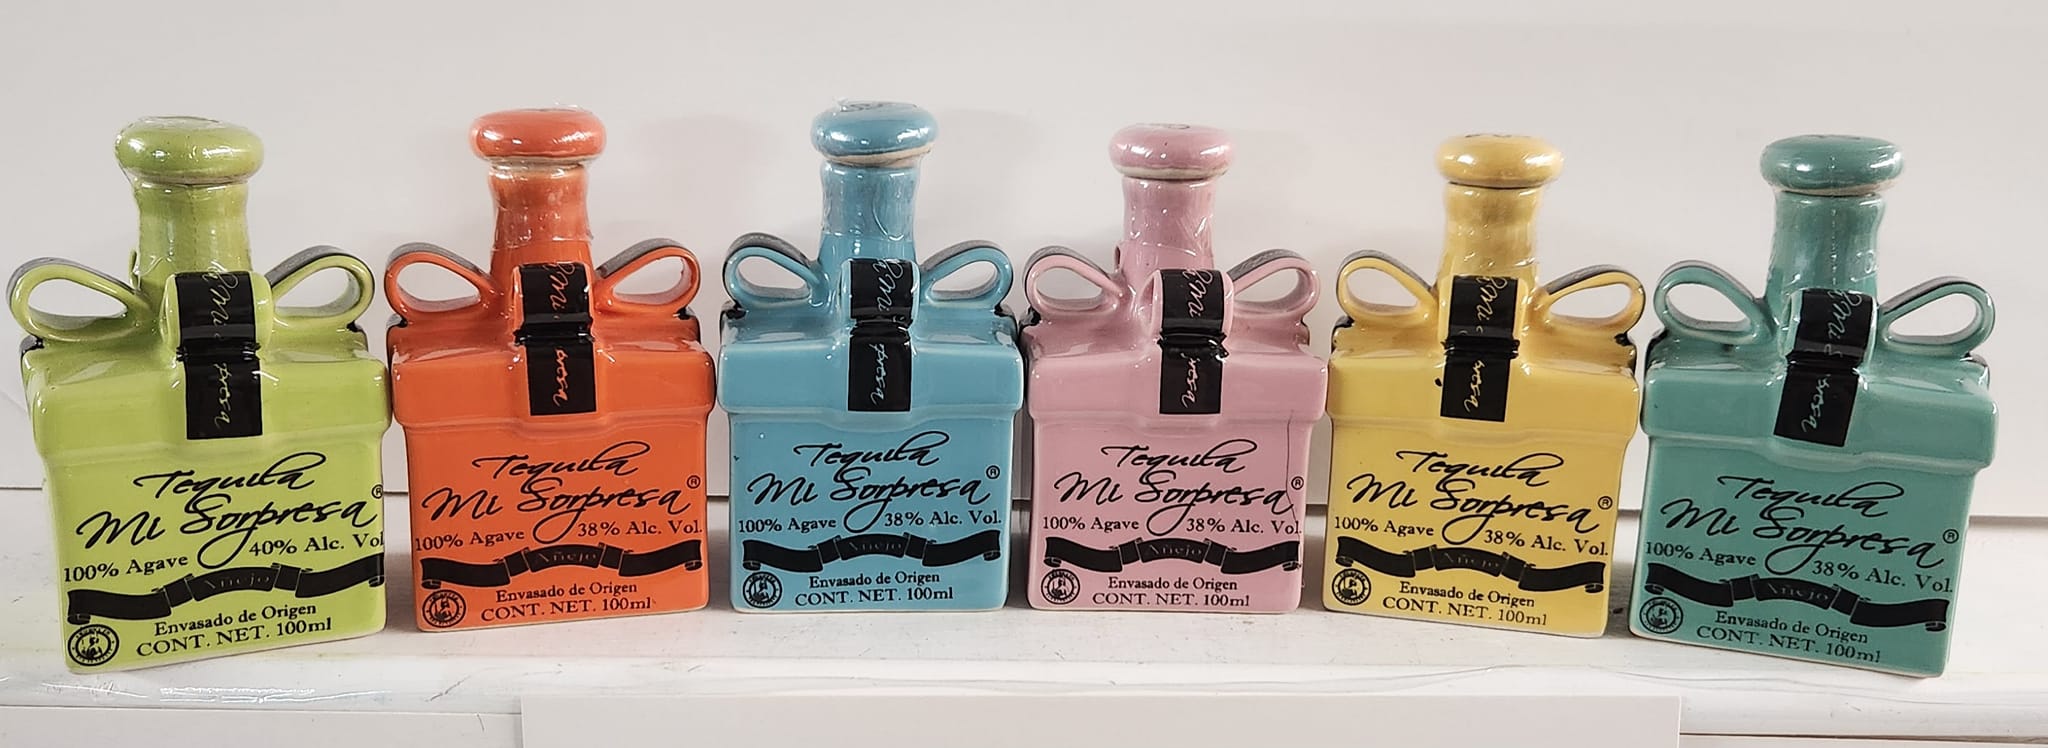 Tequila
Mi Sorpresa®
100% Agave 40% Alc. Vol.
Añejo
Envasado de Origen
CONT. NET. 100ml
Tequila
Mi Sorpresa®
100% Agave 38% Alc. Vol.
Añejo
Envasado de Origen
CONT. NET. 100ml
Tequila
Mi Sorpresa®
100% Agave 38% Alc. Vol.
Añejo
Envasado de Origen
CONT. NET. 100ml
Tequila
Mi Sorpresa®
100% Agave 38% Alc. Vol.
Añejo
Envasado de Origen
CONT. NET. 100ml
Tequila
Mi Sorpresa®
100% Agave 38% Alc. Vol.
Añejo
Envasado de Origen
CONT. NET. 100ml
Tequila
Mi Sorpresa®
100% Agave 38% Alc. Vol.
Añejo
Envasado de Origen
CONT. NET. 100ml